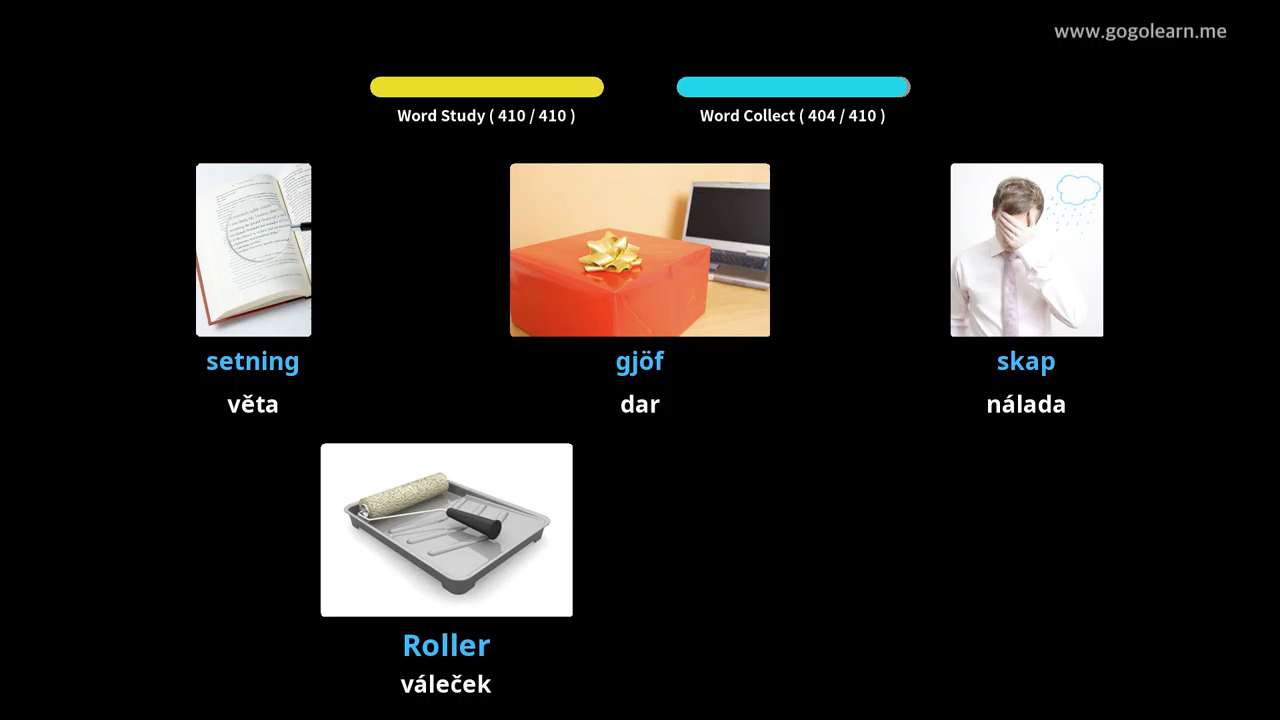 www.gogolearn.me
Word Study ( 410 / 410 )
Word Collect ( 404 / 410 )
setning
věta
gjöf
dar
skap
nálada
Roller
váleček